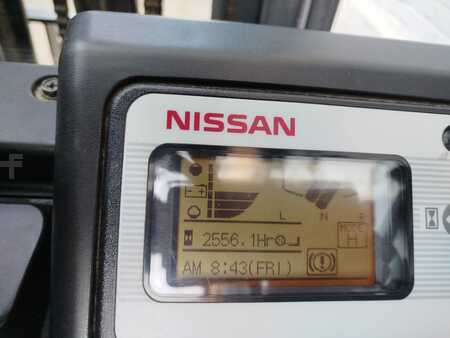 NISSAN
L N R
MODE
2556.1Hr H
AM 8:43(FRI)